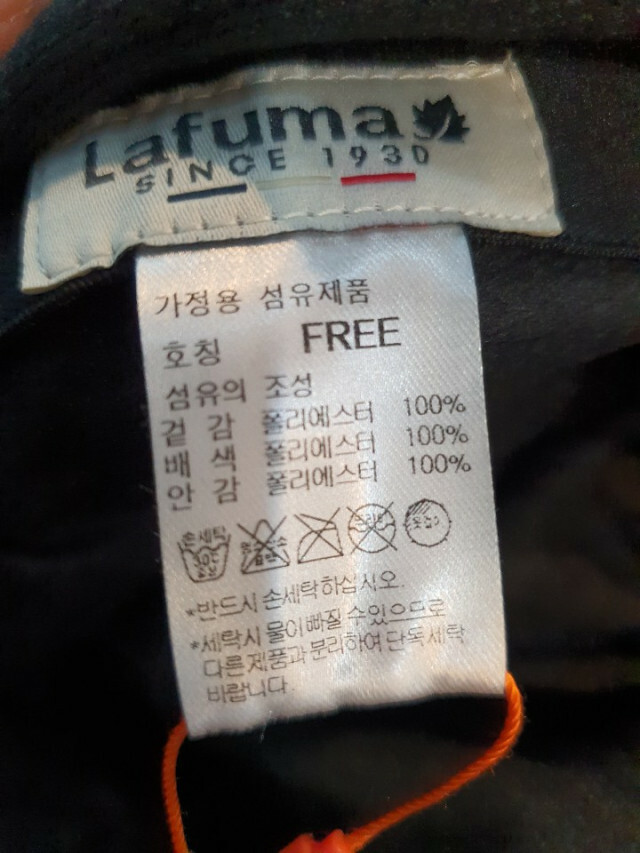 Lafuma
SINCE 1930
가정용 섬유제품
호칭 FREE
섬유의 조성
겉 감 폴리에스터 100%
배 색 폴리에스터 100%
안 감 폴리에스터 100%
손세탁
*반드시 손세탁하십시오.
*세탁시 물이 빠질 수 있으므로
다른 제품과 분리하여 단독세탁
바랍니다.